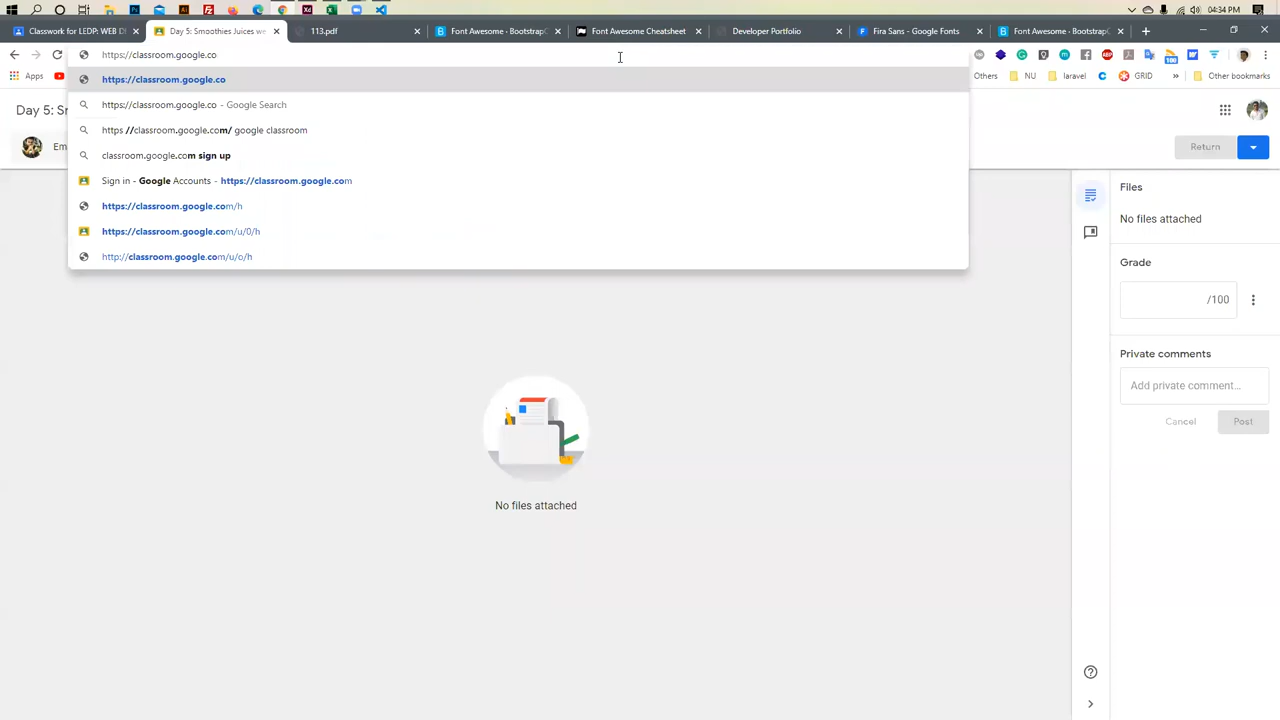 04:34 PM
Classwork for LEDP: WEB D
Day 5: Smoothies Juices we
113.pdf
Font Awesome · BootstrapC
Font Awesome Cheatsheet
Developer Portfolio
Fira Sans - Google Fonts
Font Awesome · BootstrapC
https://classroom.google.co
Apps
Others
NU
laravel
GRID
»
Other bookmarks
https://classroom.google.co
https://classroom.google.co - Google Search
https //classroom.google.com/ google classroom
classroom.google.com sign up
Sign in - Google Accounts - https://classroom.google.com
https://classroom.google.com/h
https://classroom.google.com/u/0/h
http://classroom.google.com/u/o/h
Day 5: Sr
Em
Return
Files
No files attached
Grade
/100
Private comments
Add private comment...
Cancel
Post
No files attached